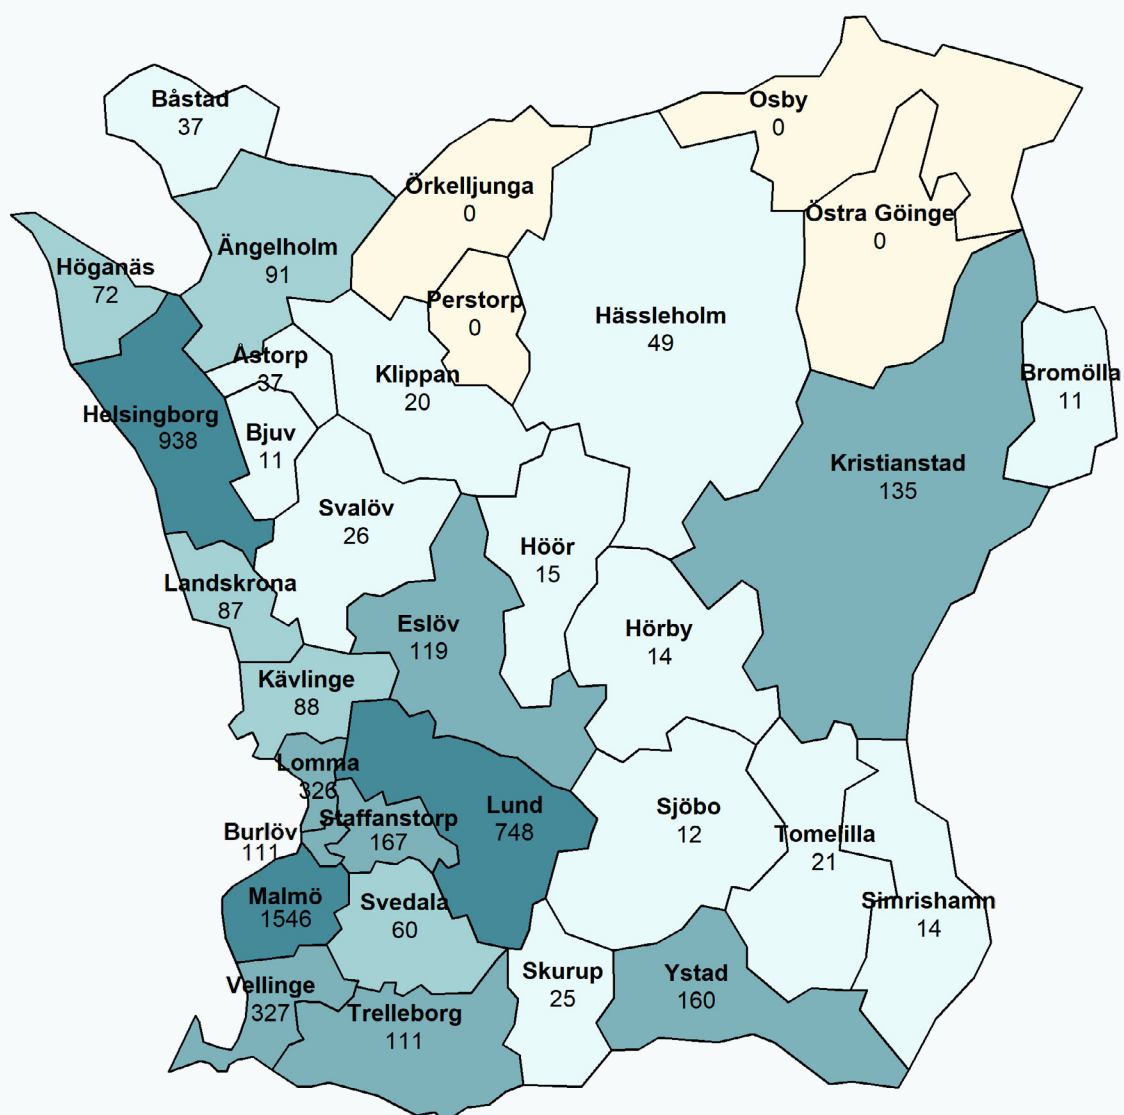 Båstad
37
Osby
0
Örkelljunga
0
Östra Göinge
0
Ängelholm
91
Höganäs
72
Perstorp
0
Hässleholm
49
Åstorp
37
Klippan
20
Bromölla
11
Helsingborg
938
Bjuv
11
Kristianstad
135
Svalöv
26
Höör
15
Landskrona
87
Eslöv
119
Hörby
14
Kävlinge
88
Lomma
326
Staffanstorp
167
Lund
748
Sjöbo
12
Burlöv
111
Tomelilla
21
Malmö
1546
Svedala
60
Simrishamn
14
Skurup
25
Ystad
160
Vellinge
327
Trelleborg
111